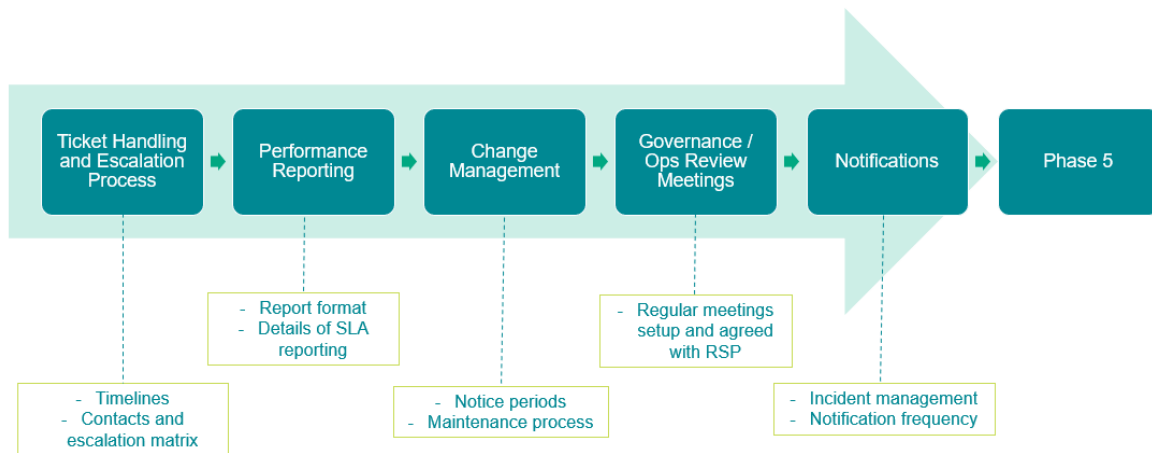 Ticket Handling
and Escalation
Process
Performance
Reporting
Change
Management
Governance /
Ops Review
Meetings
Notifications
Phase 5
- Report format
- Details of SLA
reporting
- Regular meetings
setup and agreed
with RSP
- Timelines
- Contacts and
escalation matrix
- Notice periods
- Maintenance process
- Incident management
- Notification frequency